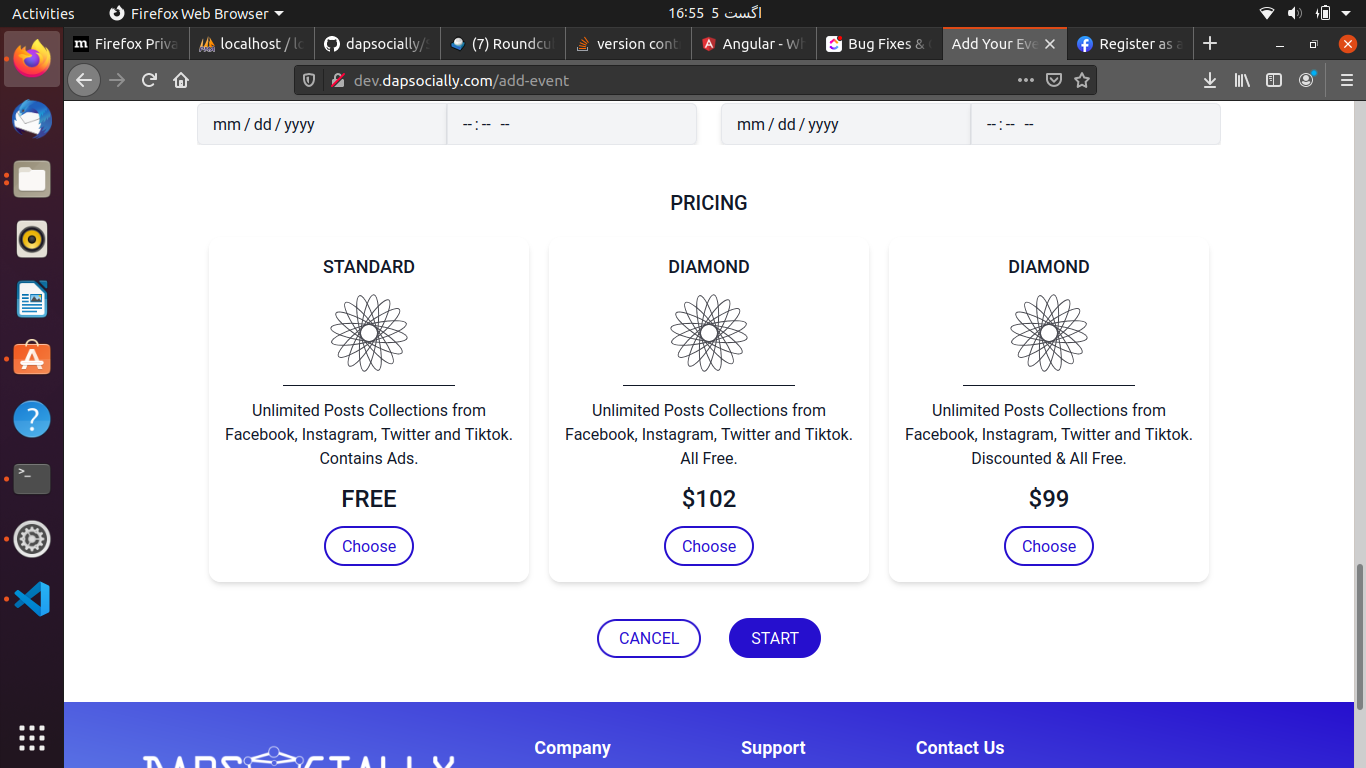 Activities
Firefox Web Browser
16:55 5 اگست
Firefox Priva
localhost / lo
dapsocially/S
(7) Roundcu
version cont
Angular - Wh
Bug Fixes &
Add Your Eve
Register as a
dev.dapsocially.com/add-event
mm / dd / yyyy
-- : -- --
mm / dd / yyyy
-- : -- --
PRICING
STANDARD
Unlimited Posts Collections from
Facebook, Instagram, Twitter and Tiktok.
Contains Ads.
FREE
Choose
DIAMOND
Unlimited Posts Collections from
Facebook, Instagram, Twitter and Tiktok.
All Free.
$102
Choose
DIAMOND
Unlimited Posts Collections from
Facebook, Instagram, Twitter and Tiktok.
Discounted & All Free.
$99
Choose
CANCEL
START
DAPSOCIALLY
Company
Support
Contact Us